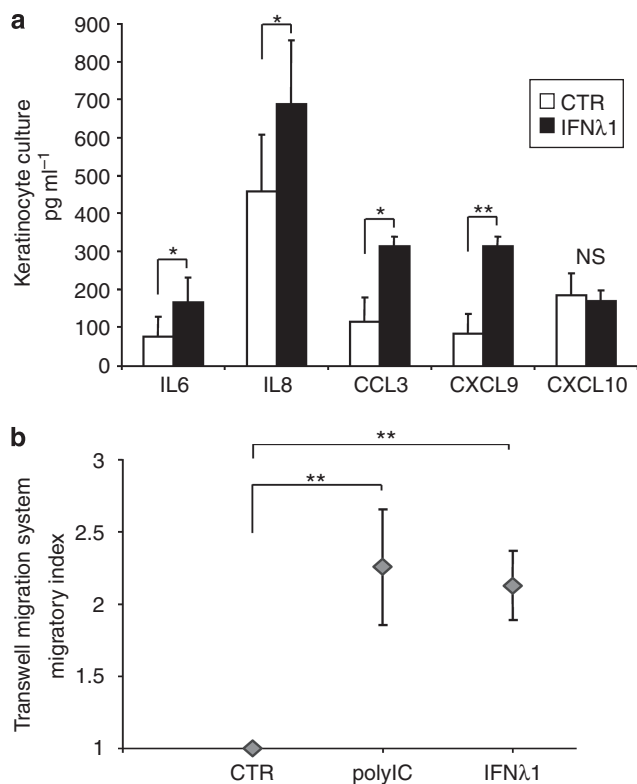 a
Keratinocyte culture
pg ml⁻¹
900
800
700
600
500
400
300
200
100
0
*
*
*
**
NS
CTR
IFNλ1
IL6 IL8 CCL3 CXCL9 CXCL10
b
Transwell migration system
migratory index
3
2.5
2
1.5
1
**
**
CTR polyIC IFNλ1